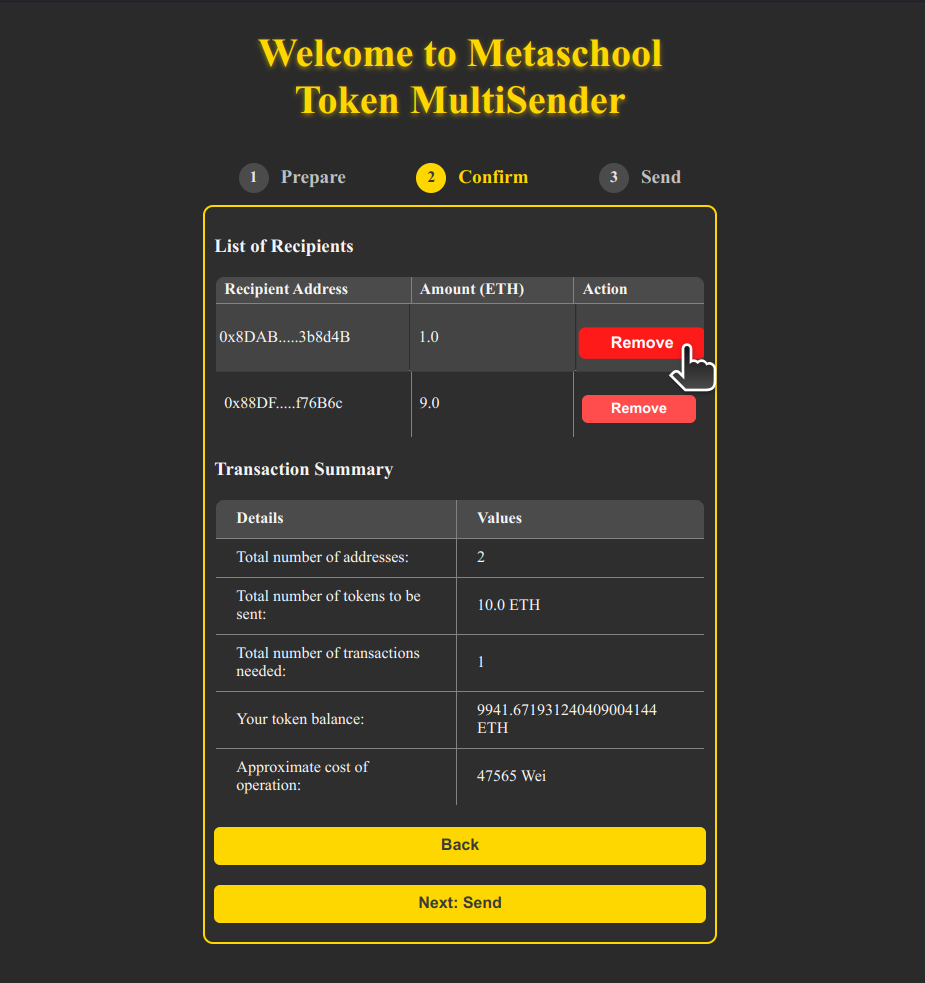 Welcome to Metaschool
Token MultiSender
1 Prepare 2 Confirm 3 Send
List of Recipients
Recipient Address Amount (ETH) Action
0x8DAB.....3b8d4B 1.0 Remove
0x88DF.....f76B6c 9.0 Remove
Transaction Summary
Details Values
Total number of addresses: 2
Total number of tokens to be
sent: 10.0 ETH
Total number of transactions
needed: 1
Your token balance: 9941.671931240409004144
ETH
Approximate cost of
operation: 47565 Wei
Back
Next: Send